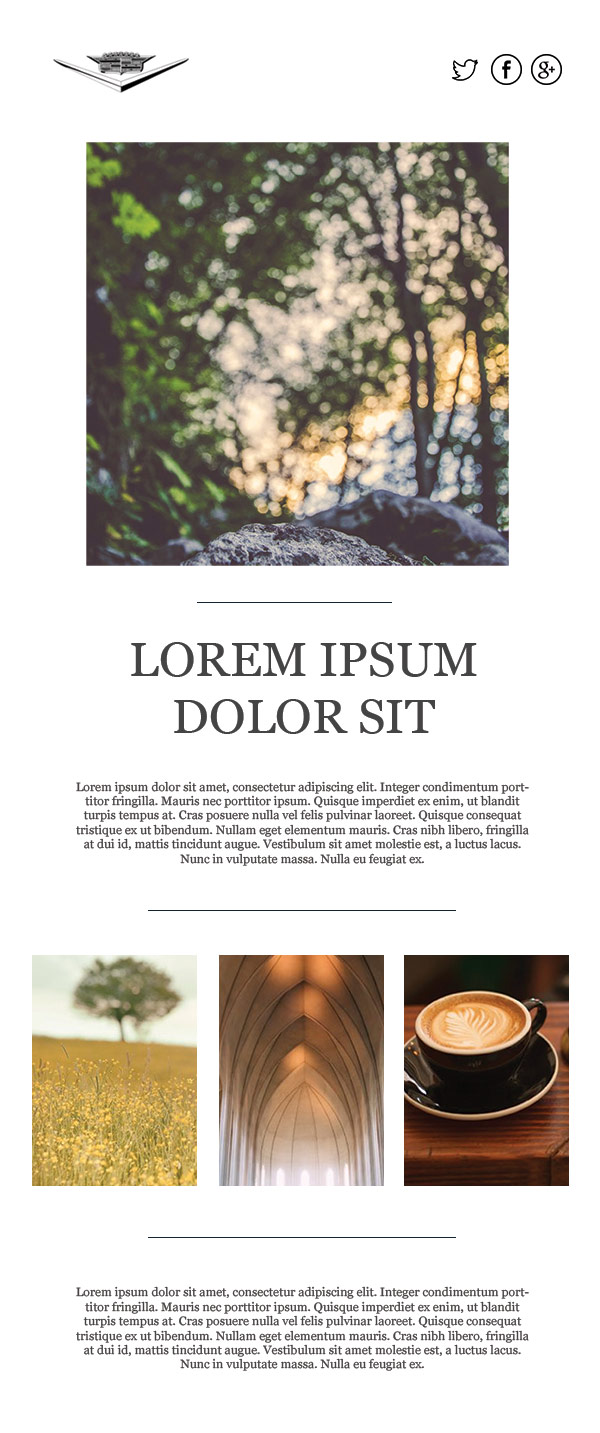 LOREM IPSUM
DOLOR SIT
Lorem ipsum dolor sit amet, consectetur adipiscing elit. Integer condimentum port-
titor fringilla. Mauris nec porttitor ipsum. Quisque imperdiet ex enim, ut blandit
turpis tempus at. Cras posuere nulla vel felis pulvinar laoreet. Quisque consequat
tristique ex ut bibendum. Nullam eget elementum mauris. Cras nibh libero, fringilla
at dui id, mattis tincidunt augue. Vestibulum sit amet molestie est, a luctus lacus.
Nunc in vulputate massa. Nulla eu feugiat ex.
Lorem ipsum dolor sit amet, consectetur adipiscing elit. Integer condimentum port-
titor fringilla. Mauris nec porttitor ipsum. Quisque imperdiet ex enim, ut blandit
turpis tempus at. Cras posuere nulla vel felis pulvinar laoreet. Quisque consequat
tristique ex ut bibendum. Nullam eget elementum mauris. Cras nibh libero, fringilla
at dui id, mattis tincidunt augue. Vestibulum sit amet molestie est, a luctus lacus.
Nunc in vulputate massa. Nulla eu feugiat ex.